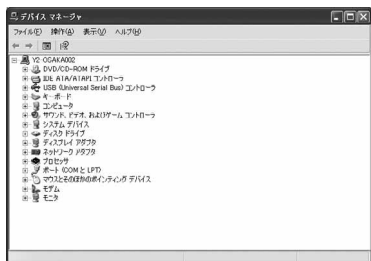 デバイス マネージャ
ファイル(F) 操作(A) 表示(V) ヘルプ(H)
Y2-OGAKA002
DVD/CD-ROM ドライブ
IDE ATA/ATAPI コントローラ
USB (Universal Serial Bus) コントローラ
キーボード
コンピュータ
サウンド、ビデオ、およびゲーム コントローラ
システム デバイス
ディスク ドライブ
ディスプレイ アダプタ
ネットワーク アダプタ
プロセッサ
ポート (COM と LPT)
マウスとそのほかのポインティング デバイス
モデム
モニタ